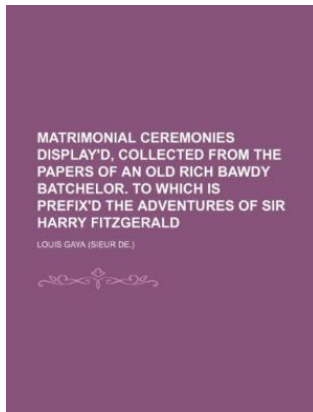 MATRIMONIAL CEREMONIES
DISPLAY'D, COLLECTED FROM THE
PAPERS OF AN OLD RICH BAWDY
BATCHELOR. TO WHICH IS
PREFIX'D THE ADVENTURES OF SIR
HARRY FITZGERALD
LOUIS GAYA (SIEUR DE.)